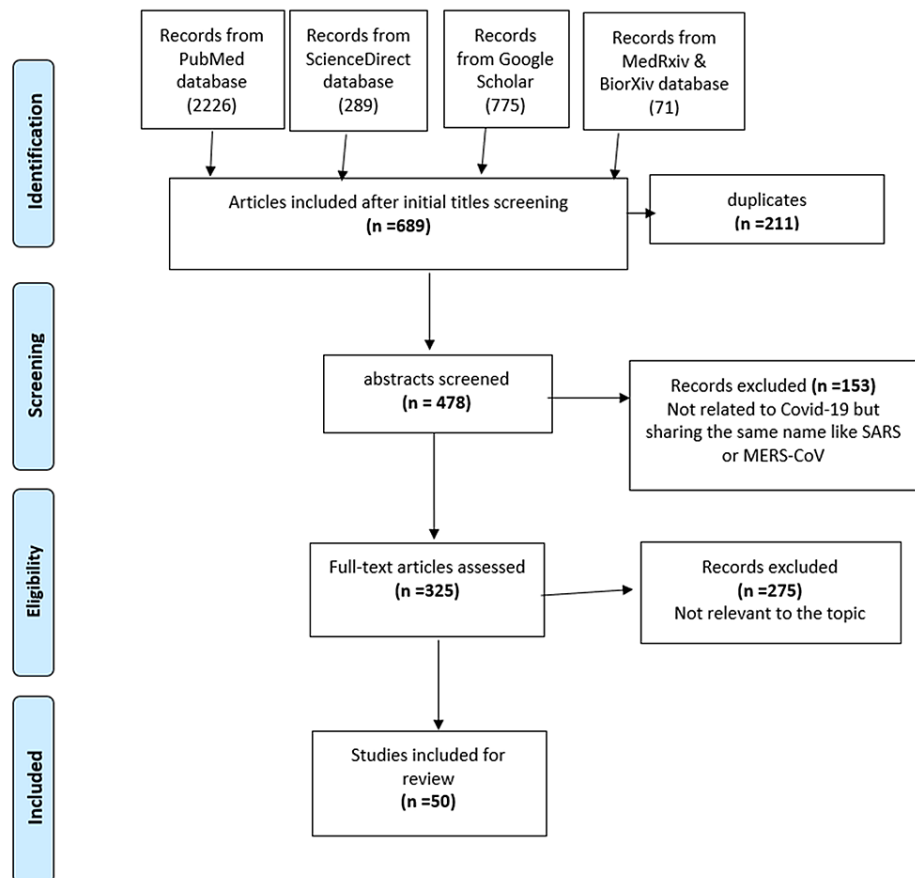 Records from
PubMed
database
(2226)
Records from
ScienceDirect
database
(289)
Records
from Google
Scholar
(775)
Records from
MedRxiv &
BiorXiv database
(71)
Identification
Articles included after initial titles screening
(n =689)
duplicates
(n =211)
Screening
abstracts screened
(n = 478)
Records excluded (n =153)
Not related to Covid-19 but
sharing the same name like SARS
or MERS-CoV
Eligibility
Full-text articles assessed
(n =325)
Records excluded
(n =275)
Not relevant to the topic
Included
Studies included for
review
(n =50)